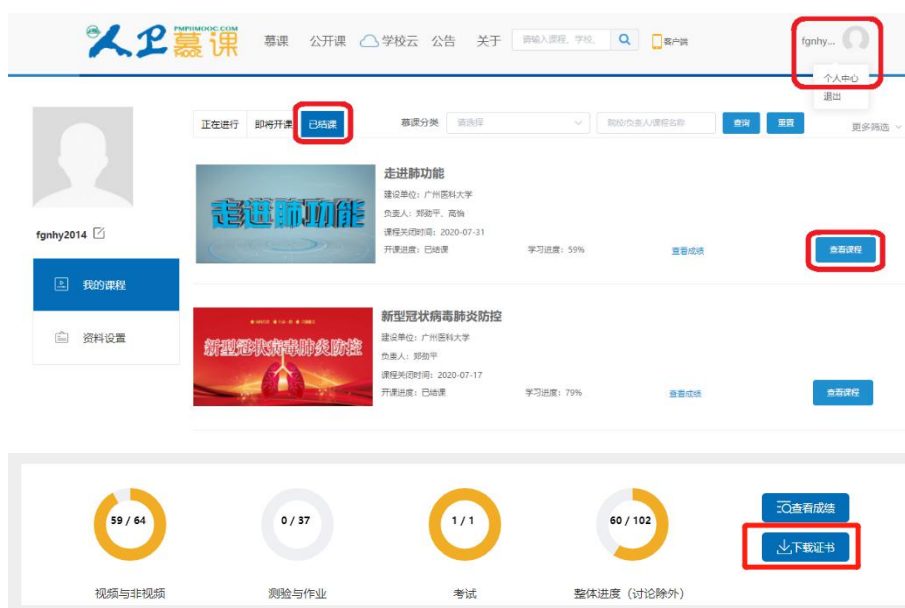 PMPHMOOC.COM
人卫慕课
慕课 公开课 学校云 公告 关于 请输入课程、学校、 客户端 fgnhy...
个人中心
退出
正在进行 即将开课 已结课 慕课分类 请选择 院校/负责人/课程名称 查询 重置 更多筛选
走进肺功能
走进肺功能
建设单位：广州医科大学
负责人：郑劲平、高怡
课程关闭时间：2020-07-31
开课进度：已结课 学习进度：59% 查看成绩 查看课程
fgnhy2014
我的课程
资料设置
新型冠状病毒肺炎防控
新型冠状病毒肺炎防控
建设单位：广州医科大学
负责人：郑劲平
课程关闭时间：2020-07-17
开课进度：已结课 学习进度：79% 查看成绩 查看课程
59 / 64 0 / 37 1 / 1 60 / 102 查看成绩
下载证书
视频与非视频 测验与作业 考试 整体进度（讨论除外）